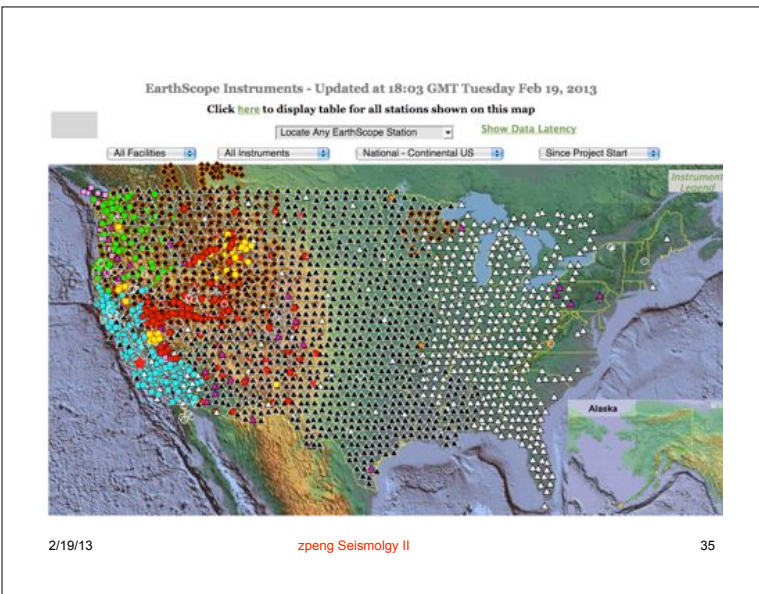 EarthScope Instruments - Updated at 18:03 GMT Tuesday Feb 19, 2013
Click here to display table for all stations shown on this map
Locate Any EarthScope Station
Show Data Latency
All Facilities
All Instruments
National - Continental US
Since Project Start
Instrument
Legend
Alaska
2/19/13
zpeng Seismolgy II
35